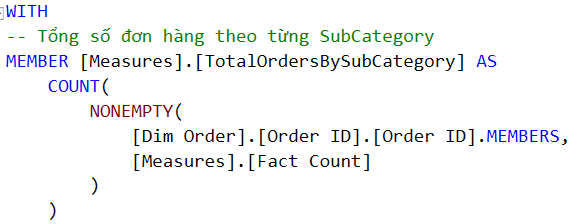 WITH
-- Tổng số đơn hàng theo từng SubCategory
MEMBER [Measures].[TotalOrdersBySubCategory] AS
    COUNT(
        NONEMPTY(
            [Dim Order].[Order ID].[Order ID].MEMBERS,
            [Measures].[Fact Count]
        )
    )